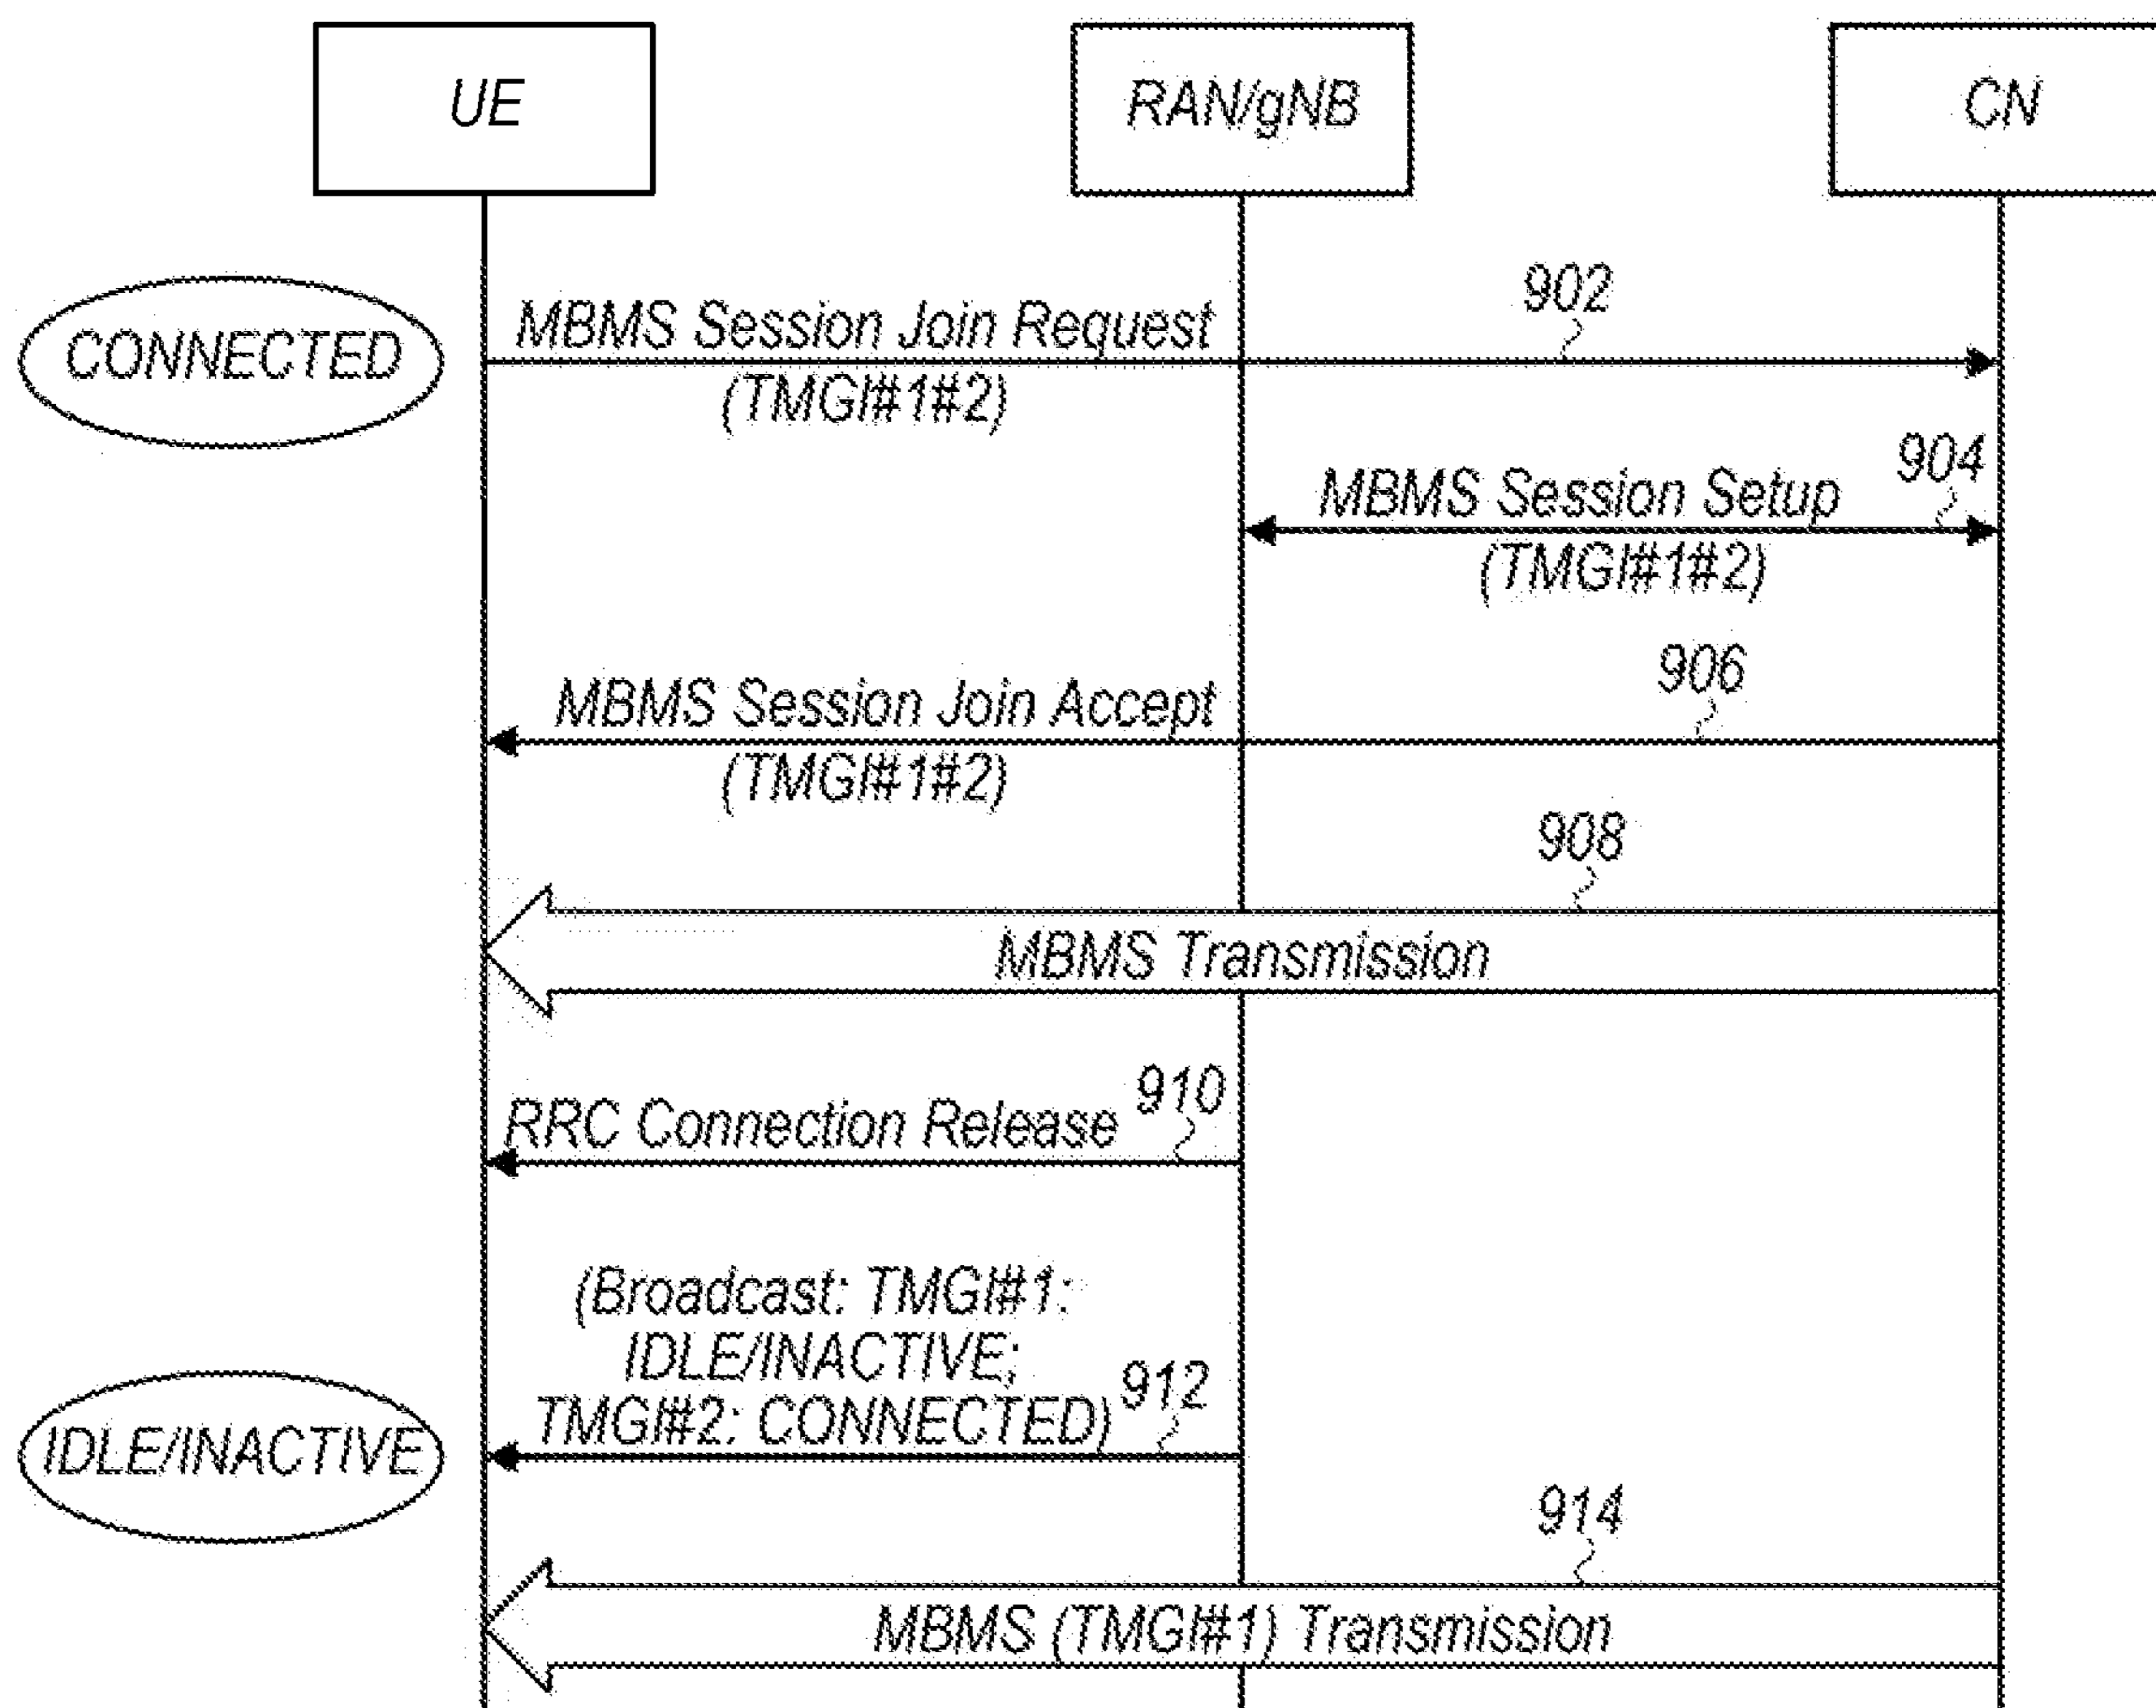 UE
RAN/gNB
CN
CONNECTED
MBMS Session Join Request
902
(TMGI#1#2)
904
MBMS Session Setup
(TMGI#1#2)
906
MBMS Session Join Accept
(TMGI#1#2)
908
MBMS Transmission
910
RRC Connection Release
(Broadcast: TMGI#1:
IDLE/INACTIVE;
TMGI#2: CONNECTED)
912
IDLE/INACTIVE
914
MBMS (TMGI#1) Transmission